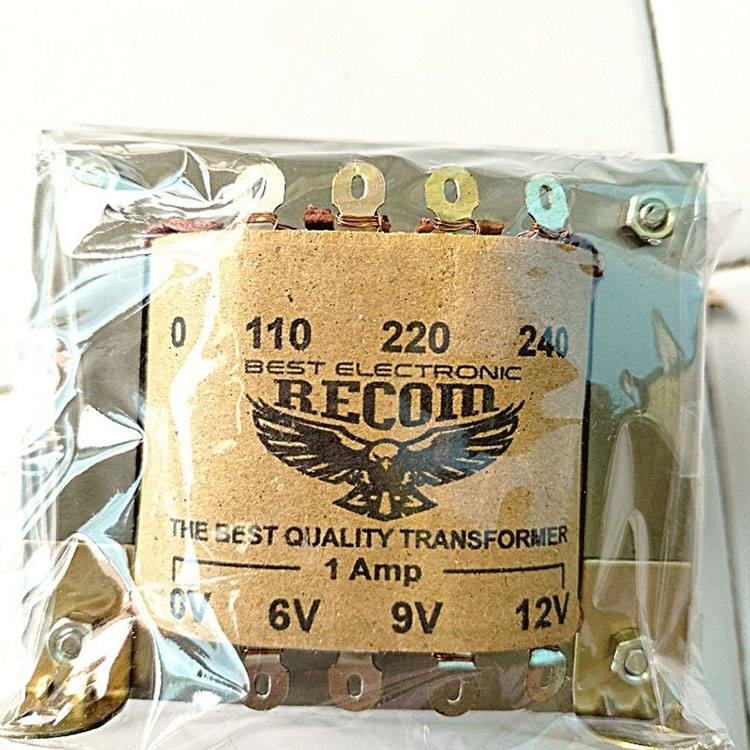 0 110 220 240
BEST ELECTRONIC
RECOM
THE BEST QUALITY TRANSFORMER
1 Amp
0V 6V 9V 12V